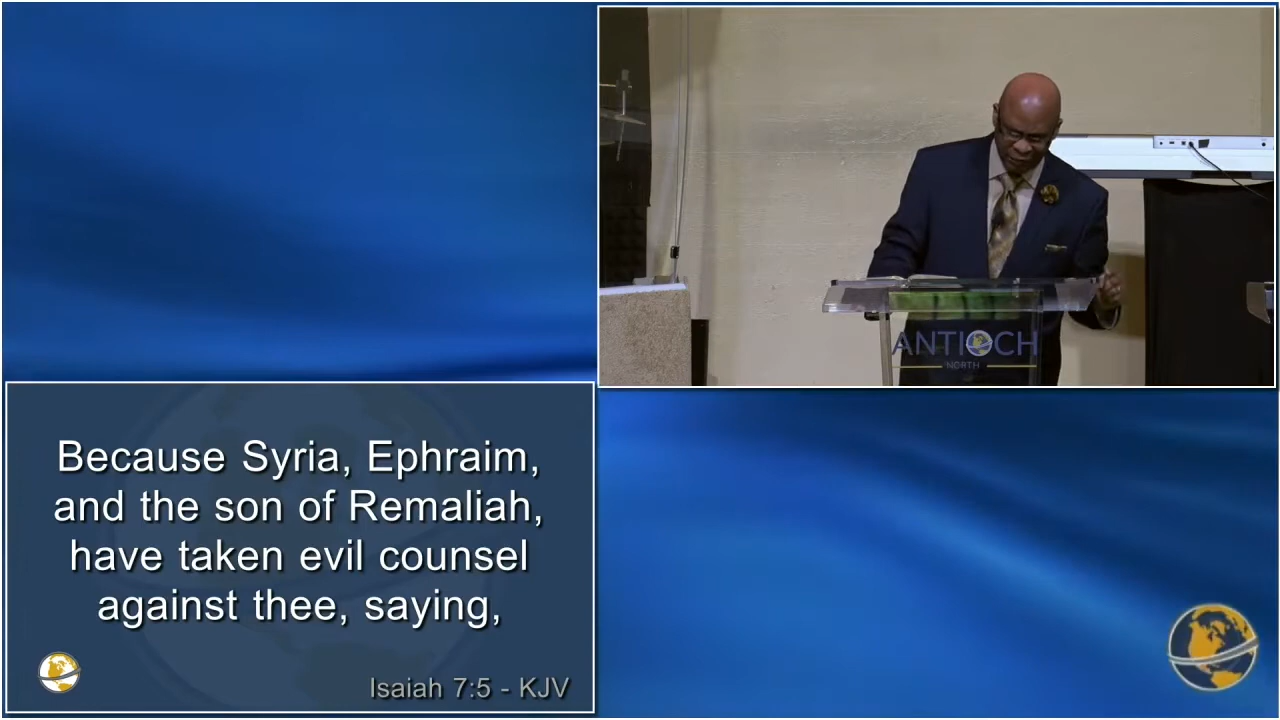 Because Syria, Ephraim,
and the son of Remaliah,
have taken evil counsel
against thee, saying,
Isaiah 7:5 - KJV
ANTIOCH
NORTH